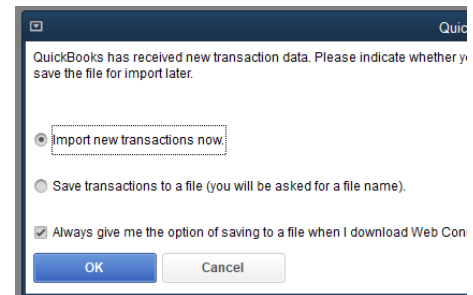 QuickBooks has received new transaction data. Please indicate whether
save the file for import later.
Import new transactions now.
Save transactions to a file (you will be asked for a file name).
Always give me the option of saving to a file when I download Web
OK Cancel